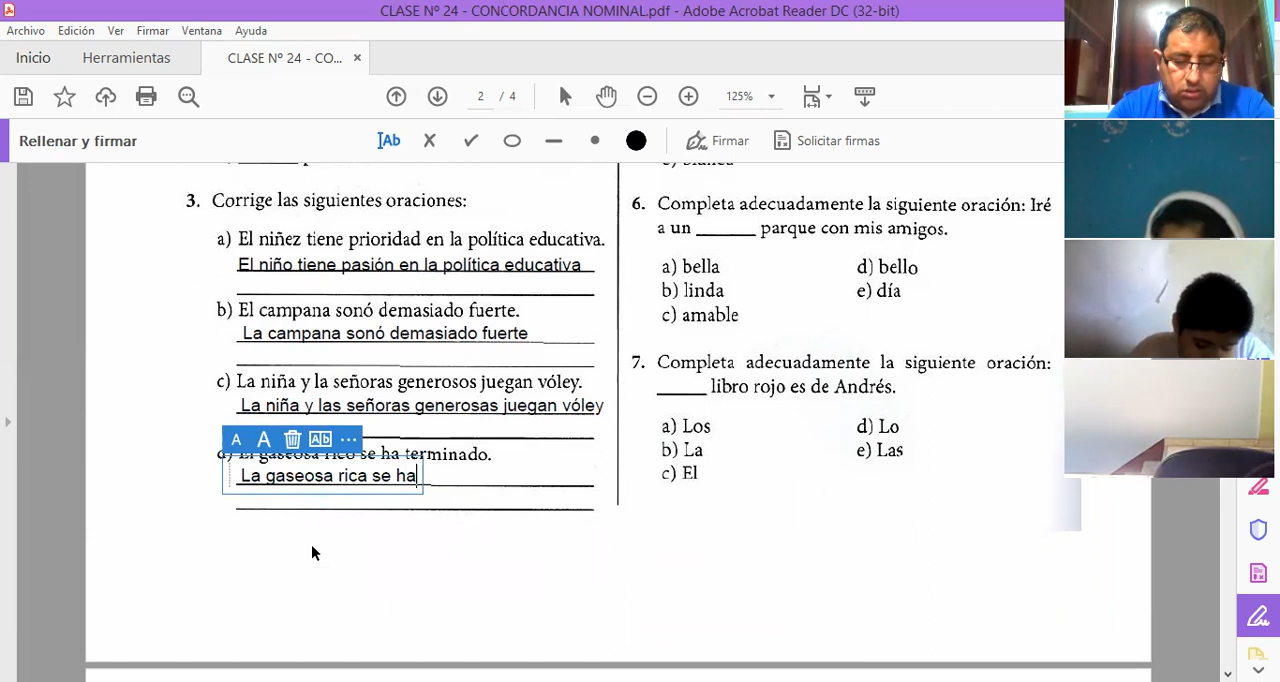 CLASE Nº 24 - CONCORDANCIA NOMINAL.pdf - Adobe Acrobat Reader DC (32-bit)
Archivo Edición Ver Firmar Ventana Ayuda
Inicio Herramientas CLASE Nº 24 - CO... ×
2 / 4 125%
Rellenar y firmar Ab Firmar Solicitar firmas
3. Corrige las siguientes oraciones:
a) El niñez tiene prioridad en la política educativa.
El niño tiene pasión en la política educativa
b) El campana sonó demasiado fuerte.
La campana sonó demasiado fuerte
c) La niña y la señoras generosos juegan vóley.
La niña y las señoras generosas juegan vóley
A A Ab ...
d) El gaseosa rico se ha terminado.
La gaseosa rica se ha
6. Completa adecuadamente la siguiente oración: Iré
a un ______ parque con mis amigos.
a) bella d) bello
b) linda e) día
c) amable
7. Completa adecuadamente la siguiente oración:
_____ libro rojo es de Andrés.
a) Los d) Lo
b) La e) Las
c) El